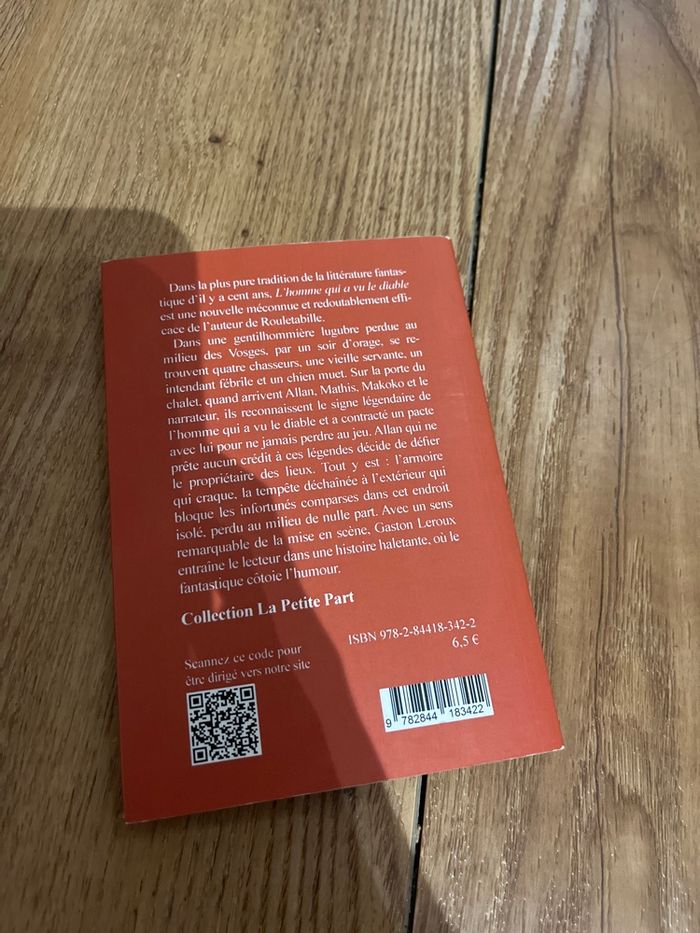 Dans la plus pure tradition de la littérature fantas-
tique d'il y a cent ans, L'homme qui a vu le diable
est une nouvelle méconnue et redoutablement effi-
cace de l'auteur de Rouletabille.
Dans une gentilhommière lugubre perdue au
milieu des Vosges, par un soir d'orage, se re-
trouvent quatre chasseurs, une vieille servante, un
intendant fébrile et un chien muet. Sur la porte du
chalet, quand arrivent Allan, Mathis, Makoko et le
narrateur, ils reconnaissent le signe légendaire de
l'homme qui a vu le diable et a contracté un pacte
avec lui pour ne jamais perdre au jeu. Allan qui ne
prête aucun crédit à ces légendes décide de défier
le propriétaire des lieux. Tout y est : l'armoire
qui craque, la tempête déchaînée à l'extérieur qui
bloque les infortunés comparses dans cet endroit
isolé, perdu au milieu de nulle part. Avec un sens
remarquable de la mise en scène, Gaston Leroux
entraîne le lecteur dans une histoire haletante, où le
fantastique côtoie l'humour.
Collection La Petite Part
ISBN 978-2-84418-342-2
6,5 €
Scannez ce code pour
être dirigé vers notre site
9 782844 183422